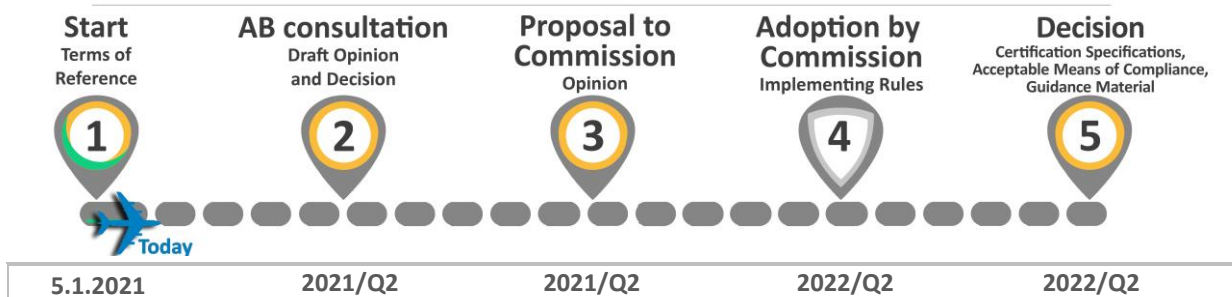 Start
Terms of
Reference
AB consultation
Draft Opinion
and Decision
Proposal to
Commission
Opinion
Adoption by
Commission
Implementing Rules
Decision
Certification Specifications,
Acceptable Means of Compliance,
Guidance Material
1
2
3
4
5
Today
5.1.2021
2021/Q2
2021/Q2
2022/Q2
2022/Q2